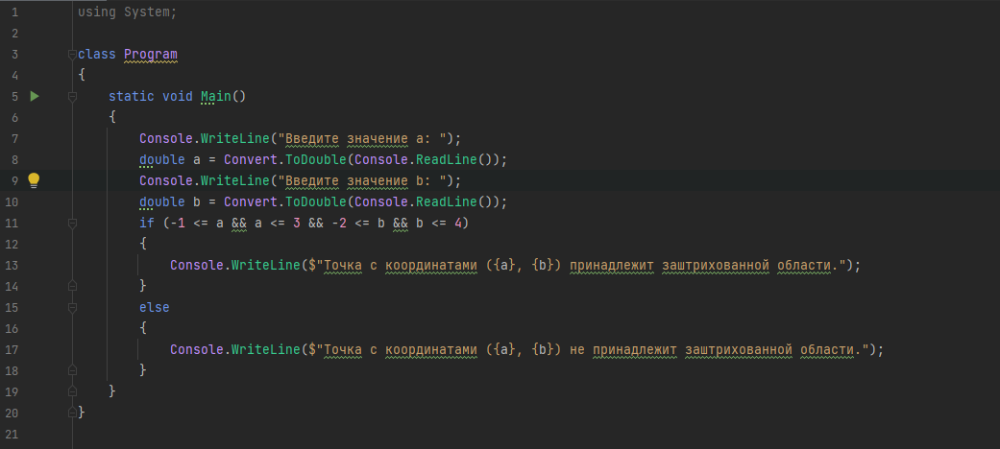 1 using System;
2
3 class Program
4 {
5 static void Main()
6 {
7 Console.WriteLine("Введите значение a: ");
8 double a = Convert.ToDouble(Console.ReadLine());
9 Console.WriteLine("Введите значение b: ");
10 double b = Convert.ToDouble(Console.ReadLine());
11 if (-1 <= a && a <= 3 && -2 <= b && b <= 4)
12 {
13 Console.WriteLine($"Точка с координатами ({a}, {b}) принадлежит заштрихованной области.");
14 }
15 else
16 {
17 Console.WriteLine($"Точка с координатами ({a}, {b}) не принадлежит заштрихованной области.");
18 }
19 }
20 }
21